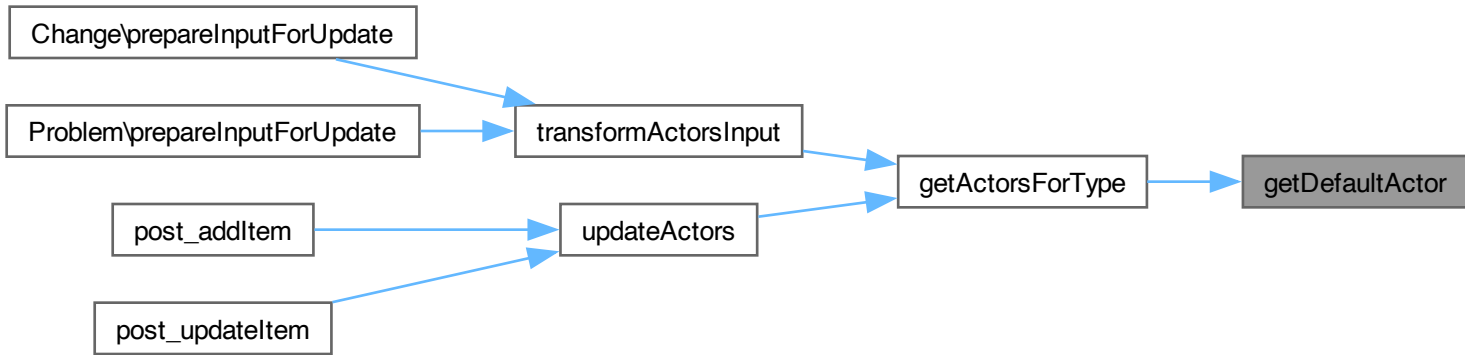 Change\prepareInputForUpdate
Problem\prepareInputForUpdate
transformActorsInput
getActorsForType
getDefaultActor
post_addItem
updateActors
post_updateItem